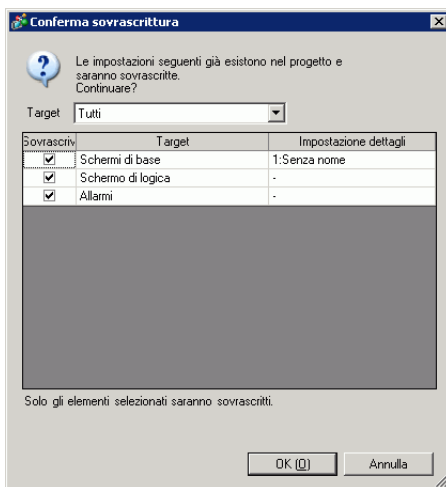 Conferma sovrascrittura
Le impostazioni seguenti già esistono nel progetto e
saranno sovrascritte.
Continuare?
Target Tutti
Sovrascriv Target Impostazione dettagli
Schermi di base 1:Senza nome
Schermo di logica -
Allarmi -
Solo gli elementi selezionati saranno sovrascritti.
OK (O) Annulla